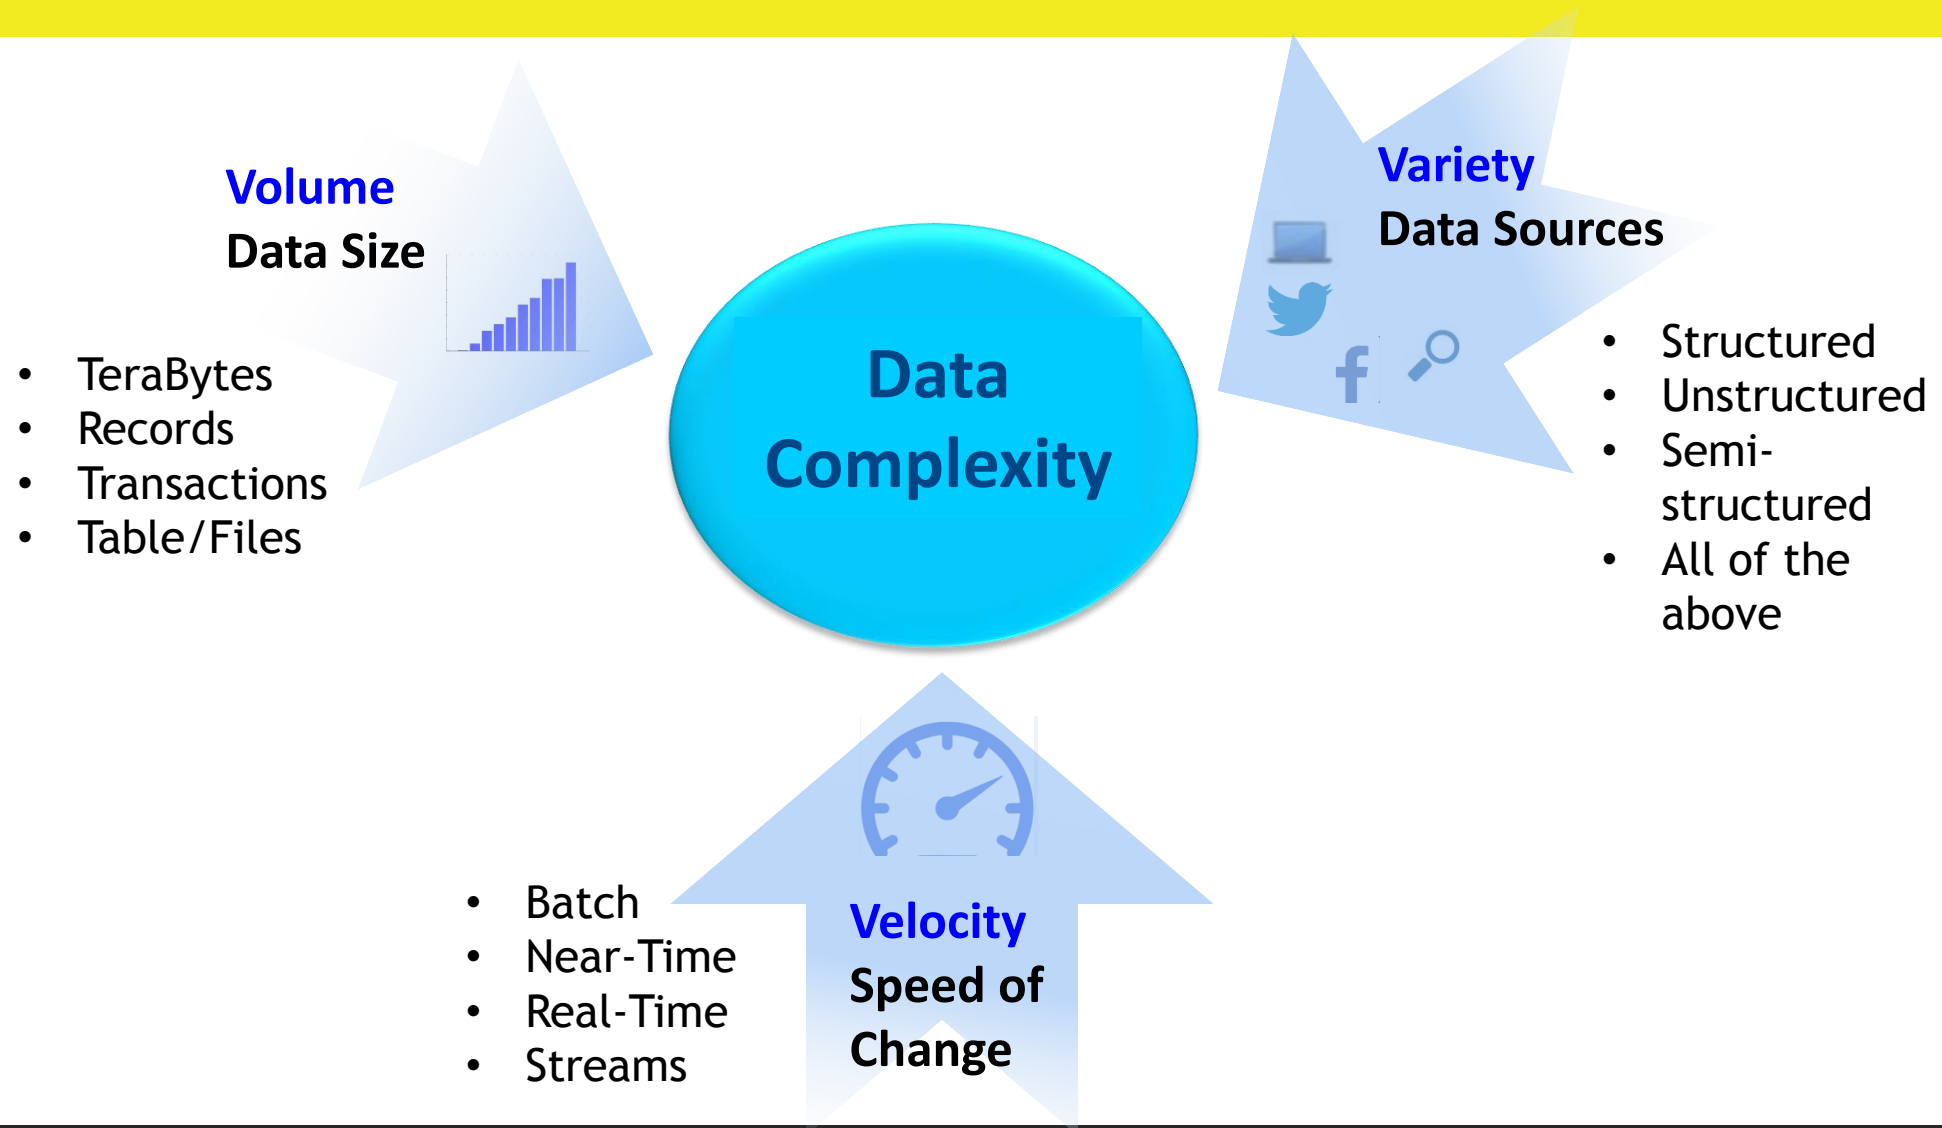 Volume
Data Size
• TeraBytes
• Records
• Transactions
• Table/Files
Data
Complexity
Variety
Data Sources
• Structured
• Unstructured
• Semi-
structured
• All of the
above
• Batch
• Near-Time
• Real-Time
• Streams
Velocity
Speed of
Change